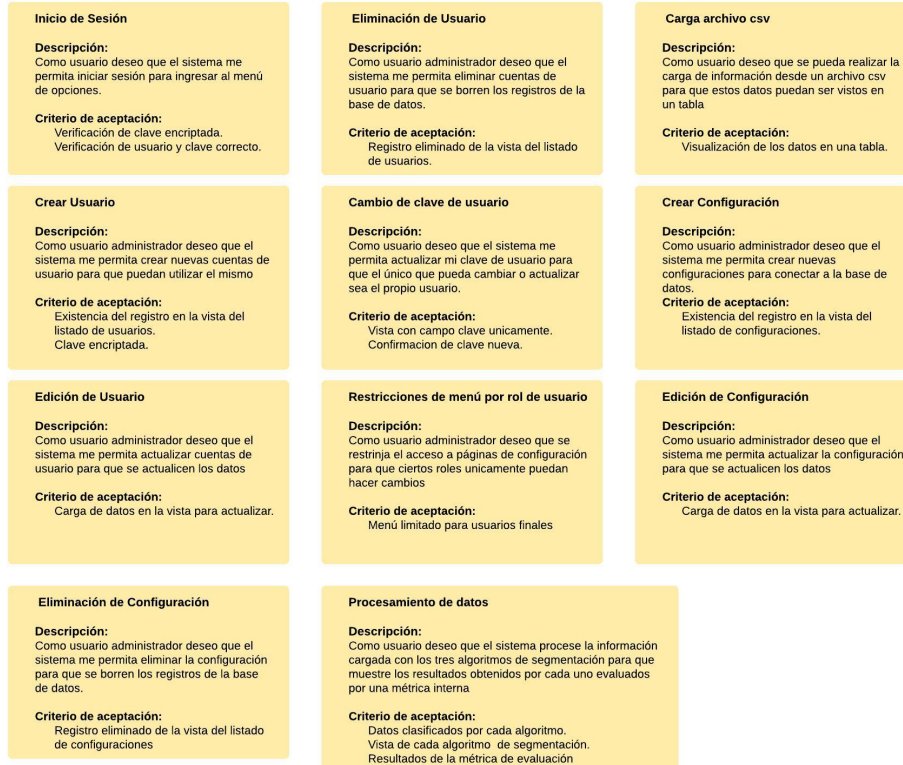 Inicio de Sesión
Descripción:
Como usuario deseo que el sistema me
permita iniciar sesión para ingresar al menú
de opciones.
Criterio de aceptación:
Verificación de clave encriptada.
Verificación de usuario y clave correcto.
Eliminación de Usuario
Descripción:
Como usuario administrador deseo que el
sistema me permita eliminar cuentas de
usuario para que se borren los registros de la
base de datos.
Criterio de aceptación:
Registro eliminado de la vista del listado
de usuarios.
Carga archivo csv
Descripción:
Como usuario deseo que se pueda realizar la
carga de información desde un archivo csv
para que estos datos puedan ser vistos en
un tabla
Criterio de aceptación:
Visualización de los datos en una tabla.
Crear Usuario
Descripción:
Como usuario administrador deseo que el
sistema me permita crear nuevas cuentas de
usuario para que puedan utilizar el mismo
Criterio de aceptación:
Existencia del registro en la vista del
listado de usuarios.
Clave encriptada.
Cambio de clave de usuario
Descripción:
Como usuario deseo que el sistema me
permita actualizar mi clave de usuario para
que el único que pueda cambiar o actualizar
sea el propio usuario.
Criterio de aceptación:
Vista con campo clave unicamente.
Confirmacion de clave nueva.
Crear Configuración
Descripción:
Como usuario administrador deseo que el
sistema me permita crear nuevas
configuraciones para conectar a la base de
datos.
Criterio de aceptación:
Existencia del registro en la vista del
listado de configuraciones.
Edición de Usuario
Descripción:
Como usuario administrador deseo que el
sistema me permita actualizar cuentas de
usuario para que se actualicen los datos
Criterio de aceptación:
Carga de datos en la vista para actualizar.
Restricciones de menú por rol de usuario
Descripción:
Como usuario administrador deseo que se
restrinja el acceso a páginas de configuración
para que ciertos roles unicamente puedan
hacer cambios
Criterio de aceptación:
Menú limitado para usuarios finales
Edición de Configuración
Descripción:
Como usuario administrador deseo que el
sistema me permita actualizar la configuración
para que se actualicen los datos
Criterio de aceptación:
Carga de datos en la vista para actualizar.
Eliminación de Configuración
Descripción:
Como usuario administrador deseo que el
sistema me permita eliminar la configuración
para que se borren los registros de la base
de datos.
Criterio de aceptación:
Registro eliminado de la vista del listado
de configuraciones
Procesamiento de datos
Descripción:
Como usuario deseo que el sistema procese la información
cargada con los tres algoritmos de segmentación para que
muestre los resultados obtenidos por cada uno evaluados
por una métrica interna
Criterio de aceptación:
Datos clasificados por cada algoritmo.
Vista de cada algoritmo de segmentación.
Resultados de la métrica de evaluación